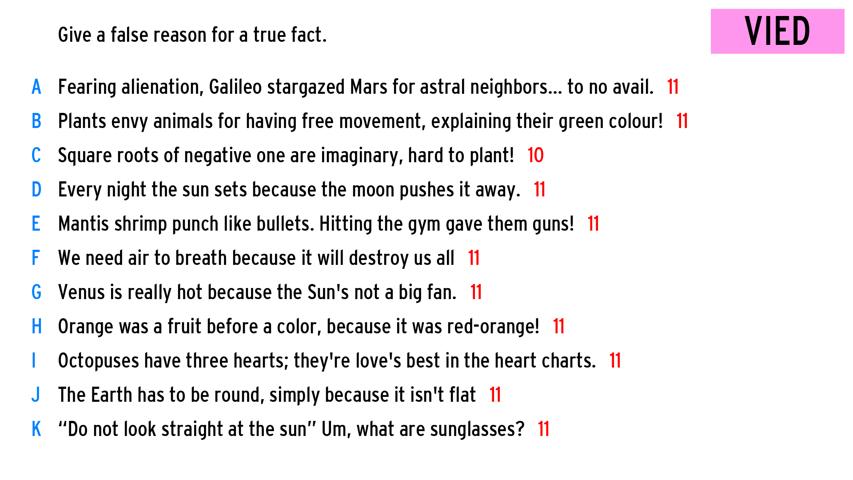 Give a false reason for a true fact.
VIED
A Fearing alienation, Galileo stargazed Mars for astral neighbors... to no avail. 11
B Plants envy animals for having free movement, explaining their green colour! 11
C Square roots of negative one are imaginary, hard to plant! 10
D Every night the sun sets because the moon pushes it away. 11
E Mantis shrimp punch like bullets. Hitting the gym gave them guns! 11
F We need air to breath because it will destroy us all 11
G Venus is really hot because the Sun's not a big fan. 11
H Orange was a fruit before a color, because it was red-orange! 11
I Octopuses have three hearts; they're love's best in the heart charts. 11
J The Earth has to be round, simply because it isn't flat 11
K “Do not look straight at the sun” Um, what are sunglasses? 11